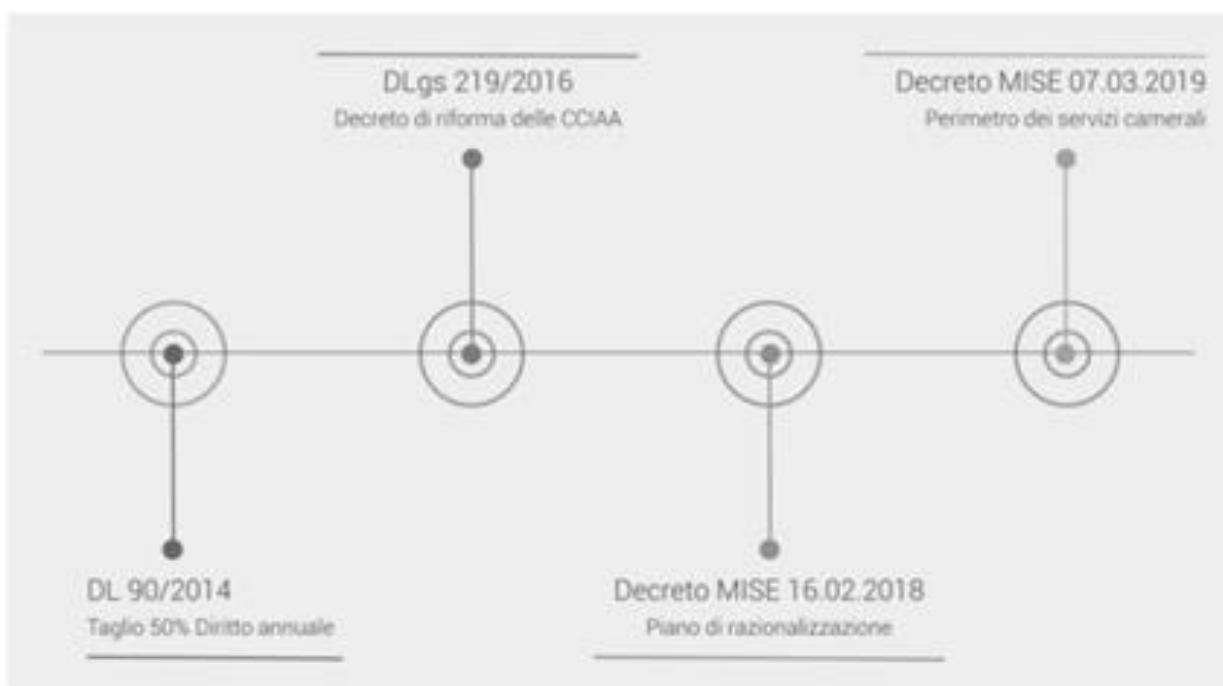 DLgs 219/2016
Decreto di riforma delle CCIAA
Decreto MISE 07.03.2019
Perimetro dei servizi camerali
DL 90/2014
Taglio 50% Diritto annuale
Decreto MISE 16.02.2018
Piano di razionalizzazione